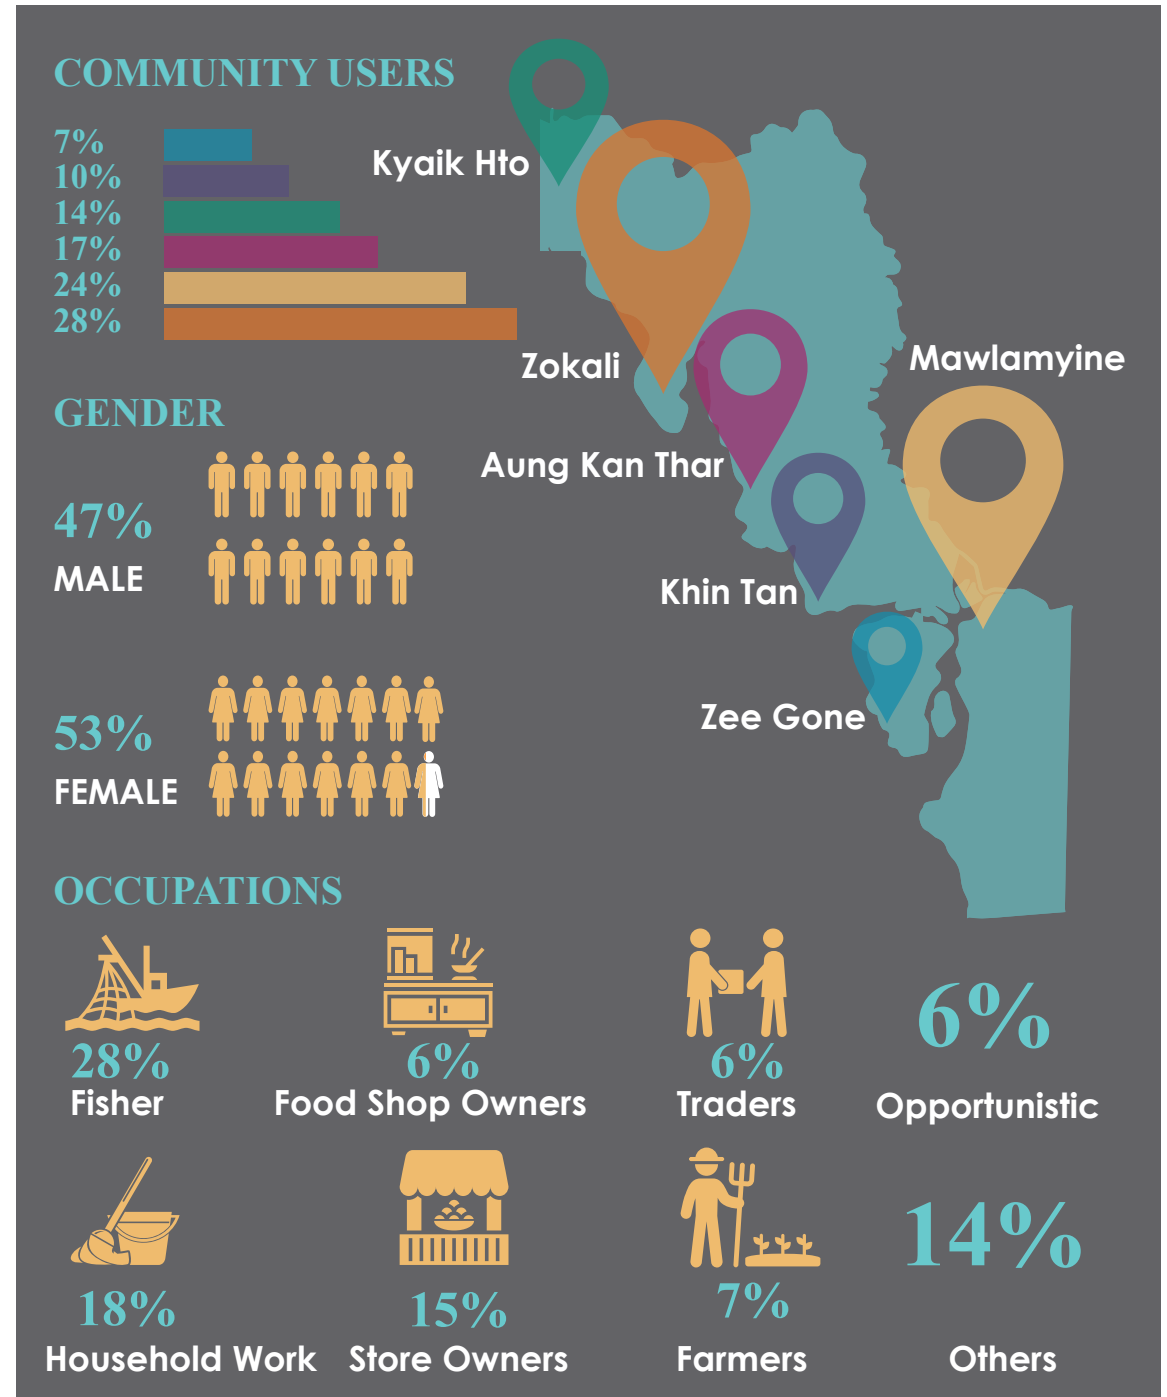 COMMUNITY USERS
7%
10%
14%
17%
24%
28%
Kyaik Hto
Zokali
Mawlamyine
Aung Kan Thar
Khin Tan
Zee Gone
GENDER
47%
MALE
53%
FEMALE
OCCUPATIONS
28%
Fisher
6%
Food Shop Owners
6%
Traders
6%
Opportunistic
18%
Household Work
15%
Store Owners
7%
Farmers
14%
Others